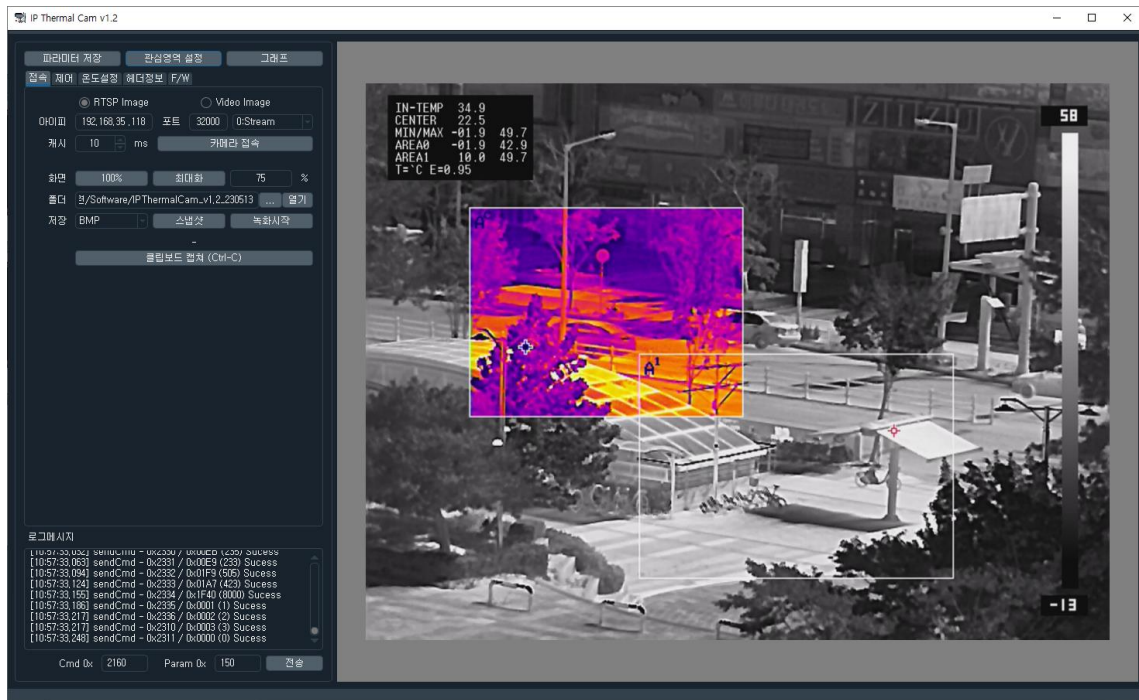 IP Thermal Cam v1.2
파라미터 저장 관심영역 설정 그래프
접속 제어 온도설정 헤더정보 F/W
RTSP Image Video Image
아이피 192,168,35,118 포트 32000 0:Stream
캐시 10 ms 카메라 접속
화면 100% 최대화 75 %
폴더 /Software/IPThermalCam_v1,2_230513 ... 열기
저장 BMP 스냅샷 녹화시작
-
클립보드 캡쳐 (Ctrl-C)
로그메시지
[10:57:33,063] sendCmd - 0x2331 / 0x00E9 (233) Sucess
[10:57:33,094] sendCmd - 0x2332 / 0x01F9 (505) Sucess
[10:57:33,124] sendCmd - 0x2333 / 0x01A7 (423) Sucess
[10:57:33,155] sendCmd - 0x2334 / 0x1F40 (8000) Sucess
[10:57:33,186] sendCmd - 0x2335 / 0x0001 (1) Sucess
[10:57:33,217] sendCmd - 0x2336 / 0x0002 (2) Sucess
[10:57:33,217] sendCmd - 0x2310 / 0x0003 (3) Sucess
[10:57:33,248] sendCmd - 0x2311 / 0x0000 (0) Sucess
Cmd 0x 2160 Param 0x 150 전송
IN-TEMP 34.9
CENTER 22.5
MIN/MAX -01.9 49.7
AREA0 -01.9 42.9
AREA1 10.0 49.7
T=`C E=0.95
58
A0
A1
-13